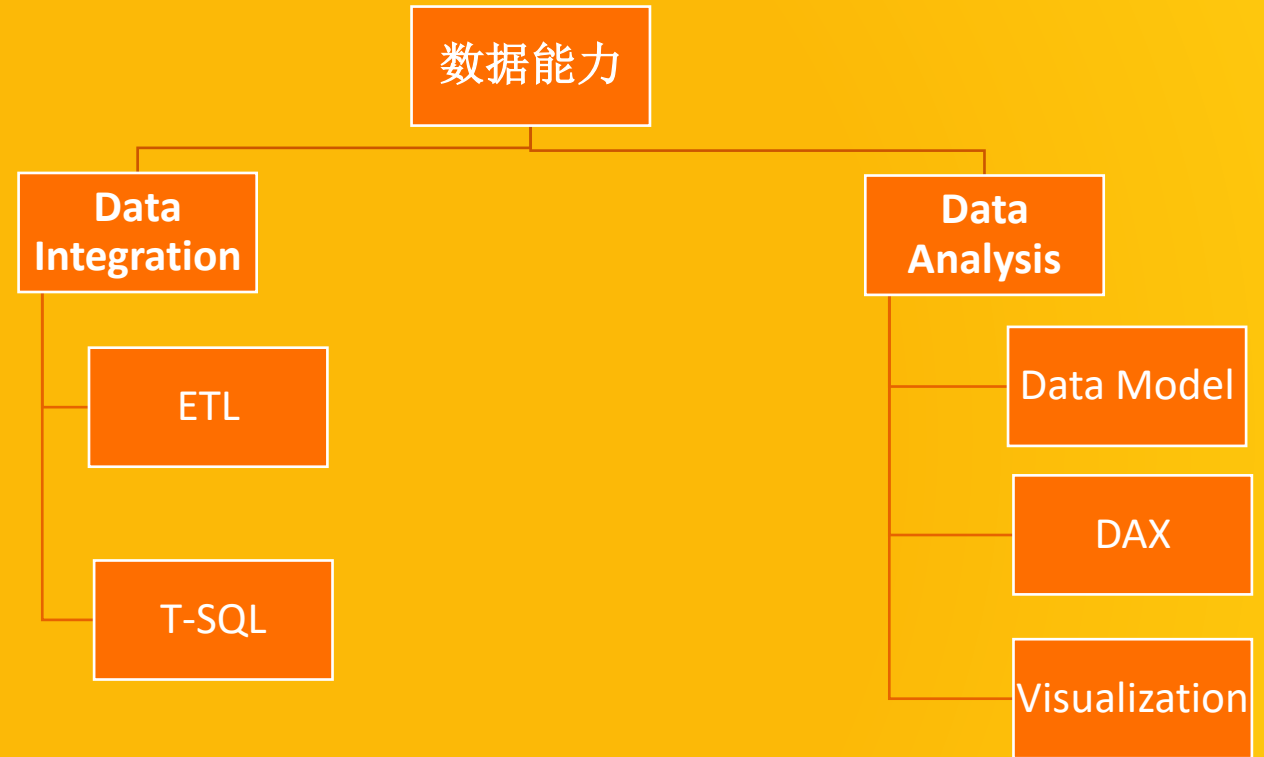 数据能力
Data
Integration
ETL
T-SQL
Data
Analysis
Data Model
DAX
Visualization